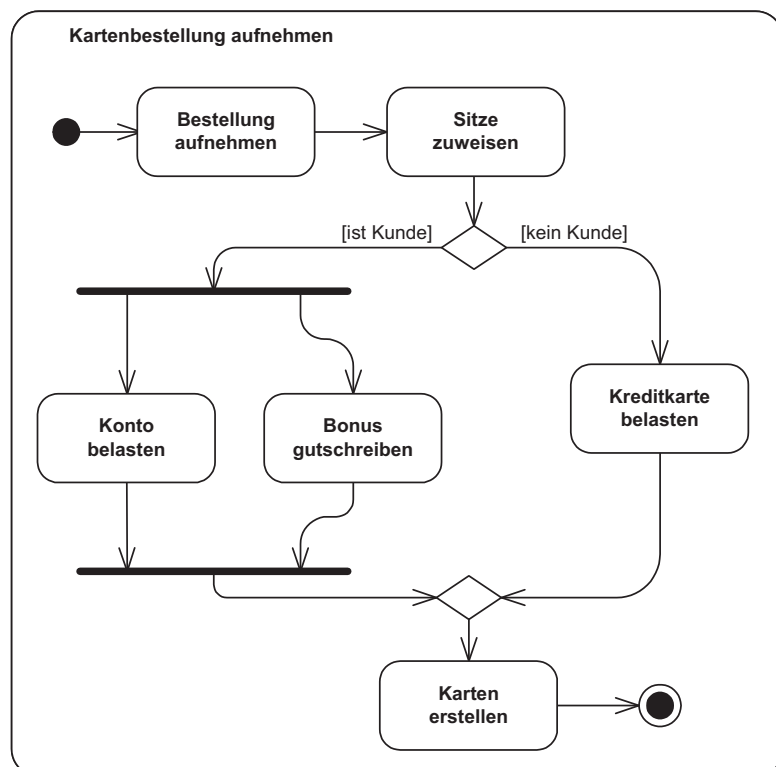 Kartenbestellung aufnehmen
Bestellung
aufnehmen
Sitze
zuweisen
[ist Kunde]
[kein Kunde]
Konto
belasten
Bonus
gutschreiben
Kreditkarte
belasten
Karten
erstellen